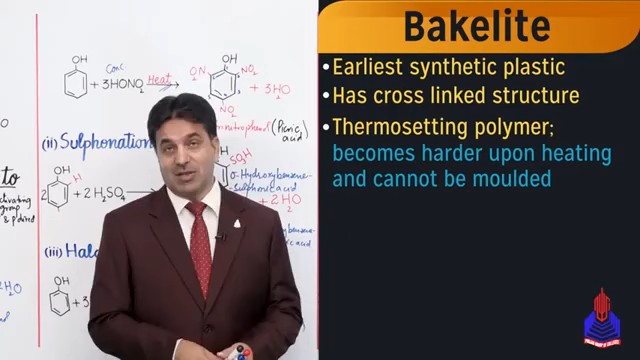 Bakelite
•Earliest synthetic plastic
•Has cross linked structure
•Thermosetting polymer;
becomes harder upon heating
and cannot be moulded
OH
Conc
+ 3HONO₂ Heat
OH
O₂N NO₂
NO₂
+ 3H₂O
(Picric
acid)
(ii) Sulphonation
OH
H
2 + 2H₂SO₄
SO₃H
O-Hydroxybenzene-
sulphonic acid
+ 2H₂O
(iii) Halo
OH
+ 3